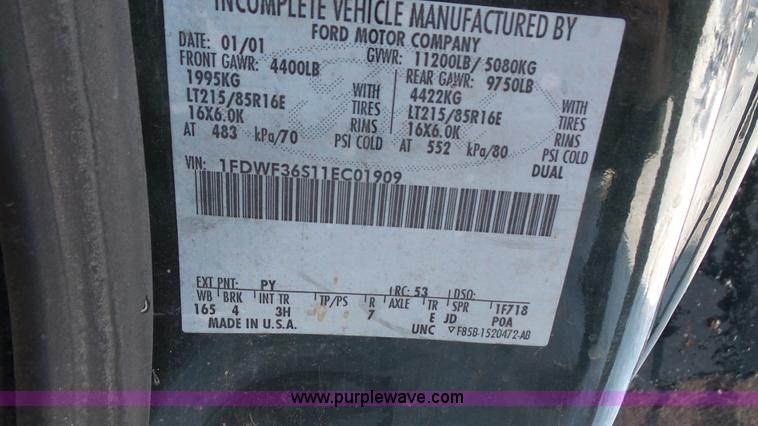 INCOMPLETE VEHICLE MANUFACTURED BY
FORD MOTOR COMPANY
DATE: 01/01 GVWR: 11200LB/ 5080KG
FRONT GAWR: 4400LB REAR GAWR: 9750LB
1995KG WITH 4422KG WITH
LT215/85R16E TIRES LT215/85R16E TIRES
16X6.0K RIMS 16X6.0K RIMS
AT 483 kPa/70 PSI COLD AT 552 kPa/80 PSI COLD
DUAL
VIN: 1FDWF36S11EC01909
EXT PNT: PY RC: 53 DSO:
WB BRK INT TR TP/PS R AXLE TR SPR 1F718
165 4 3H 7 E JD POA
MADE IN U.S.A. UNC ▽F85B-1520472-AB
www.purplewave.com